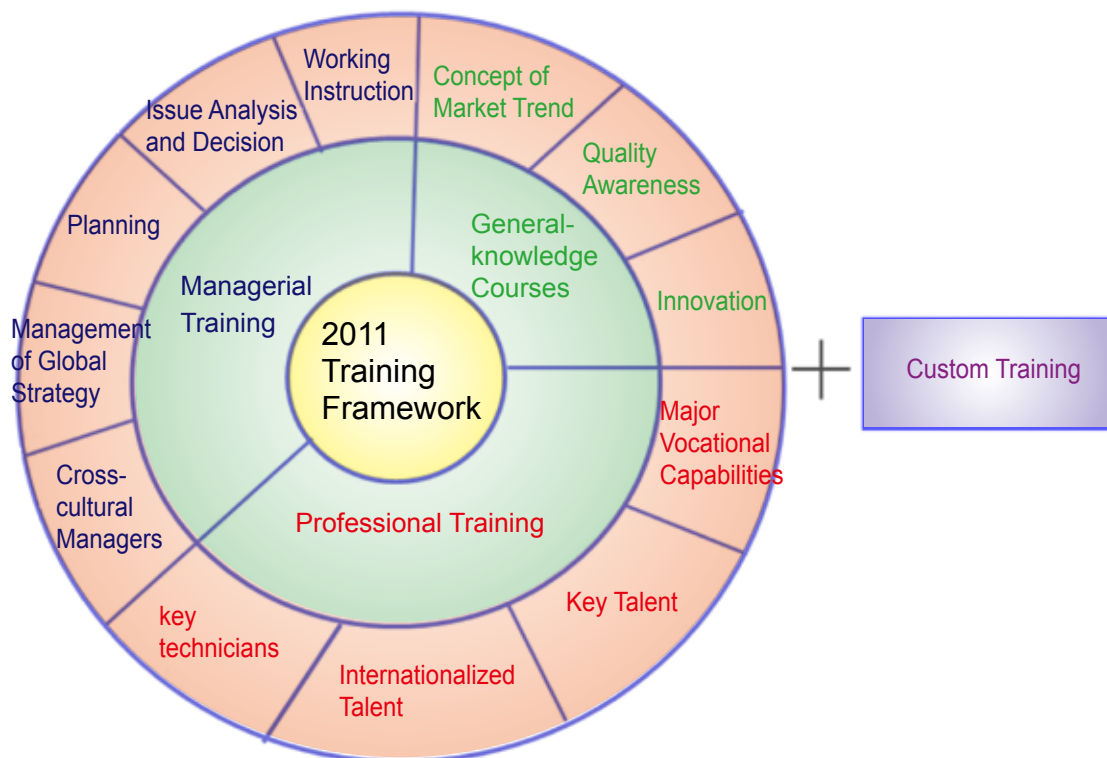 2011
Training
Framework
Managerial
Training
Working
Instruction
Issue Analysis
and Decision
Planning
Management
of Global
Strategy
Cross-
cultural
Managers
General-
knowledge
Courses
Concept of
Market Trend
Quality
Awareness
Innovation
Professional Training
Major
Vocational
Capabilities
Key Talent
Internationalized
Talent
key
technicians
+
Custom Training